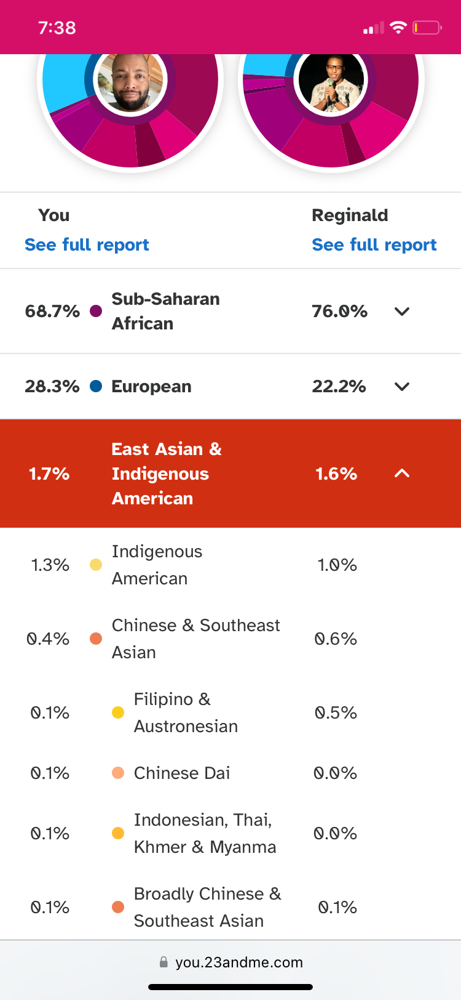 7:38
You
Reginald
See full report
See full report
68.7%
Sub-Saharan
African
76.0%
28.3%
European
22.2%
1.7%
East Asian &
Indigenous
American
1.6%
1.3%
Indigenous
American
1.0%
0.4%
Chinese & Southeast
Asian
0.6%
0.1%
Filipino &
Austronesian
0.5%
0.1%
Chinese Dai
0.0%
0.1%
Indonesian, Thai,
Khmer & Myanma
0.0%
0.1%
Broadly Chinese &
Southeast Asian
0.1%
you.23andme.com